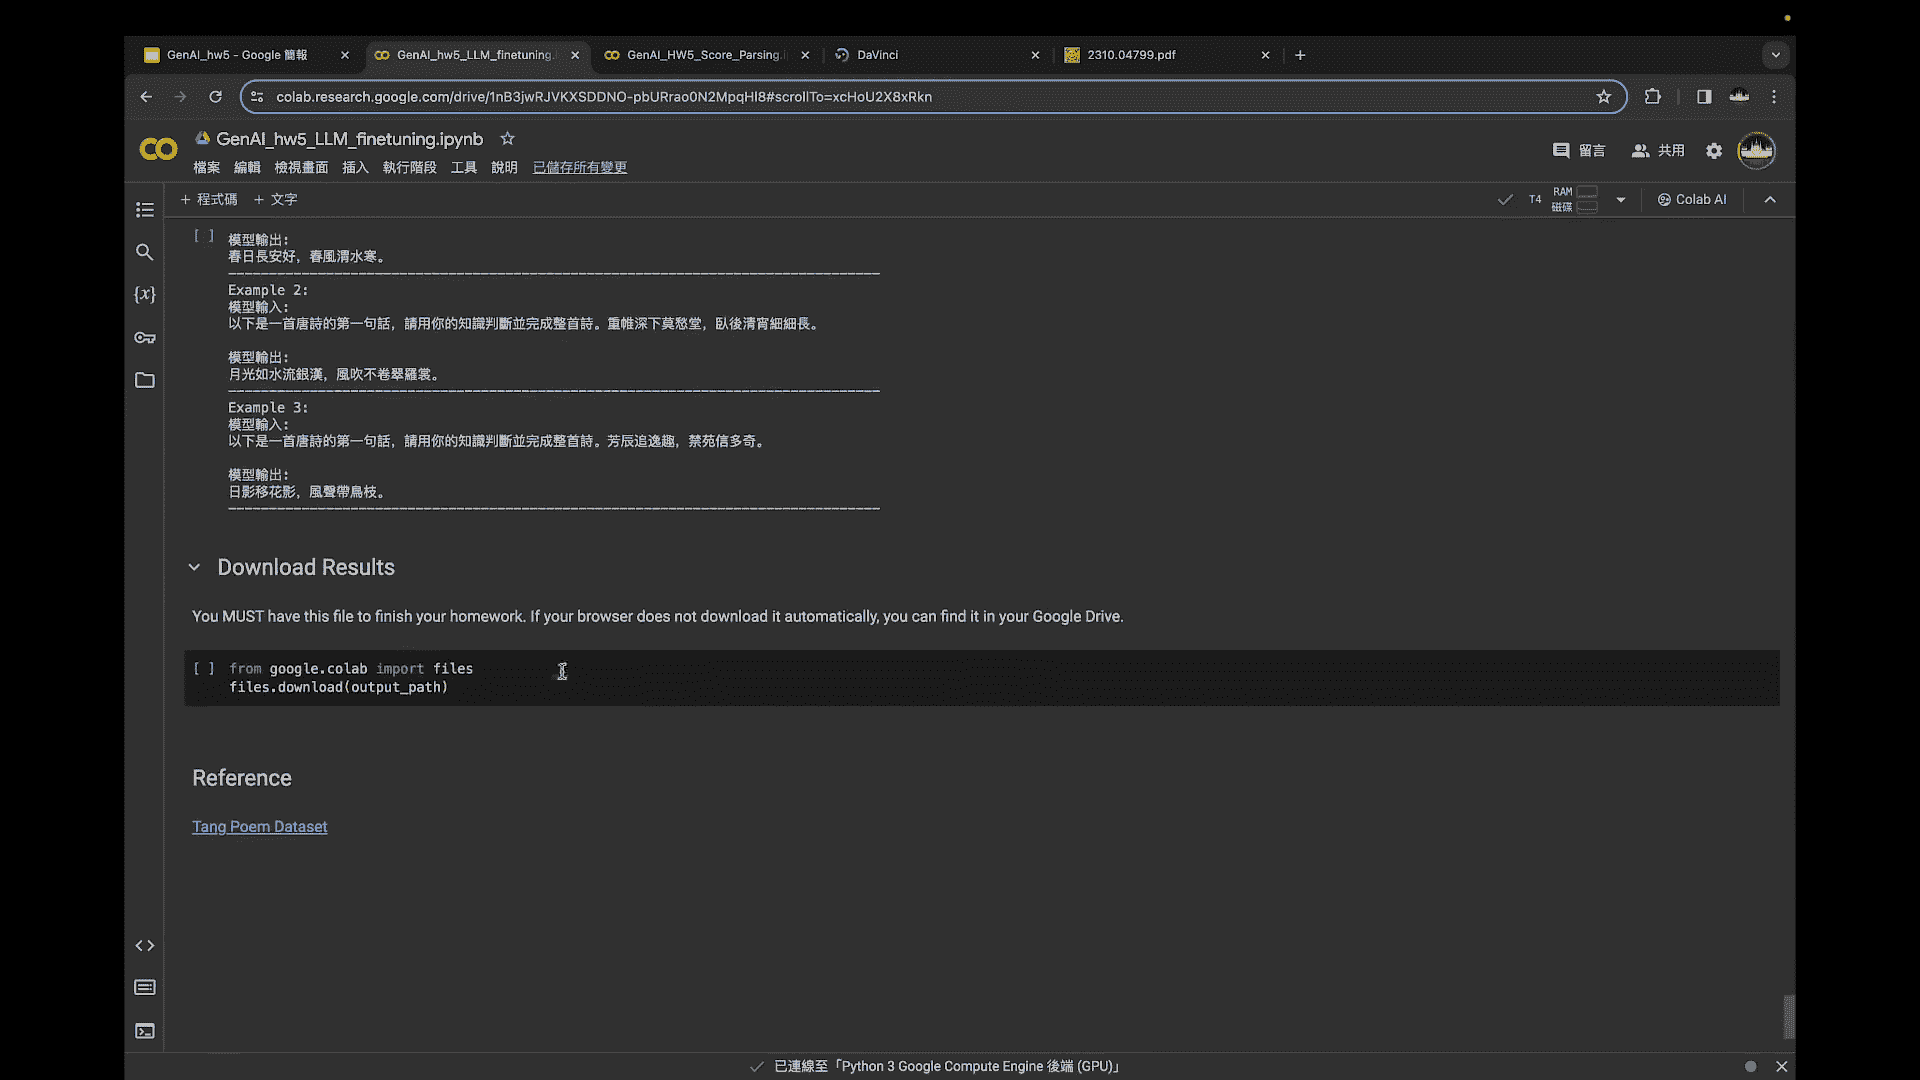 GenAI_hw5 - Google 簡報
GenAI_hw5_LLM_finetuning.
GenAI_HW5_Score_Parsing.i
DaVinci
2310.04799.pdf
colab.research.google.com/drive/1nB3jwRJVKXSDDNO-pbURrao0N2MpqHI8#scrollTo=xcHoU2X8xRkn
GenAI_hw5_LLM_finetuning.ipynb
留言
共用
檔案 編輯 檢視畫面 插入 執行階段 工具 說明 已儲存所有變更
+ 程式碼 + 文字
T4
RAM
磁碟
Colab AI
[ ]
模型輸出:
春日長安好，春風渭水寒。
--------------------------------------------------------------------------------
Example 2:
模型輸入:
以下是一首唐詩的第一句話，請用你的知識判斷並完成整首詩。重帷深下莫愁堂，臥後清宵細細長。
模型輸出:
月光如水流銀漢，風吹不卷翠羅裳。
--------------------------------------------------------------------------------
Example 3:
模型輸入:
以下是一首唐詩的第一句話，請用你的知識判斷並完成整首詩。芳辰追逸趣，禁苑信多奇。
模型輸出:
日影移花影，風聲帶鳥枝。
--------------------------------------------------------------------------------
Download Results
You MUST have this file to finish your homework. If your browser does not download it automatically, you can find it in your Google Drive.
[ ] from google.colab import files
files.download(output_path)
Reference
Tang Poem Dataset
已連線至「Python 3 Google Compute Engine 後端 (GPU)」